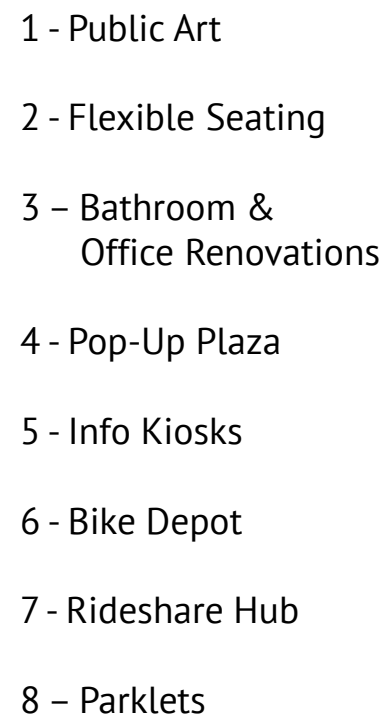 1 - Public Art
2 - Flexible Seating
3 – Bathroom &
Office Renovations
4 - Pop-Up Plaza
5 - Info Kiosks
6 - Bike Depot
7 - Rideshare Hub
8 – Parklets